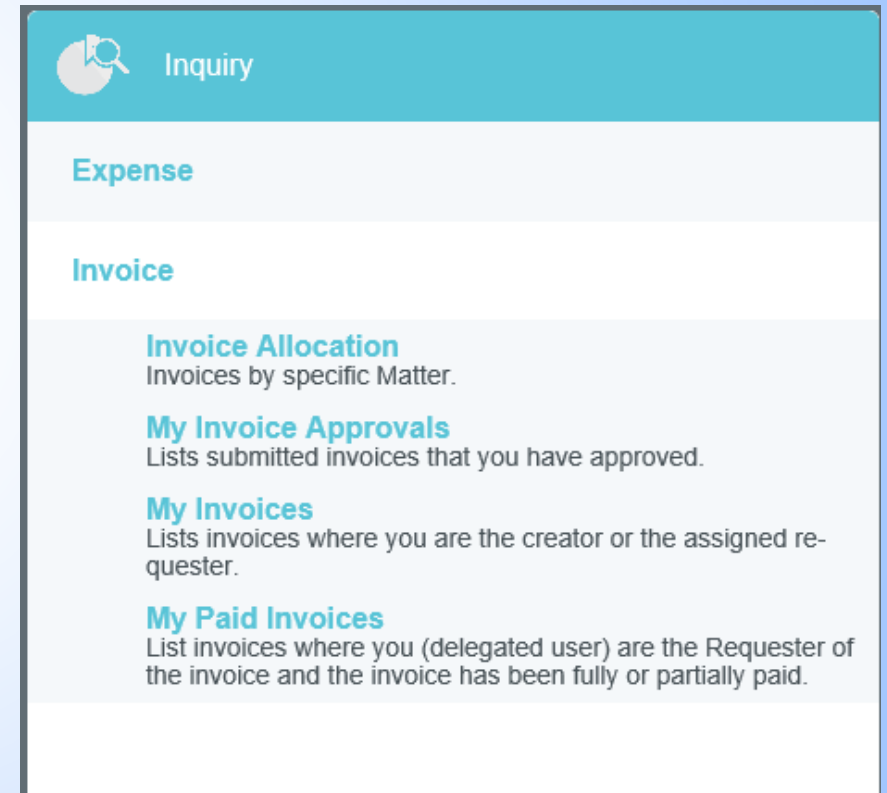 Inquiry
Expense
Invoice
Invoice Allocation
Invoices by specific Matter.
My Invoice Approvals
Lists submitted invoices that you have approved.
My Invoices
Lists invoices where you are the creator or the assigned re-
quester.
My Paid Invoices
List invoices where you (delegated user) are the Requester of
the invoice and the invoice has been fully or partially paid.